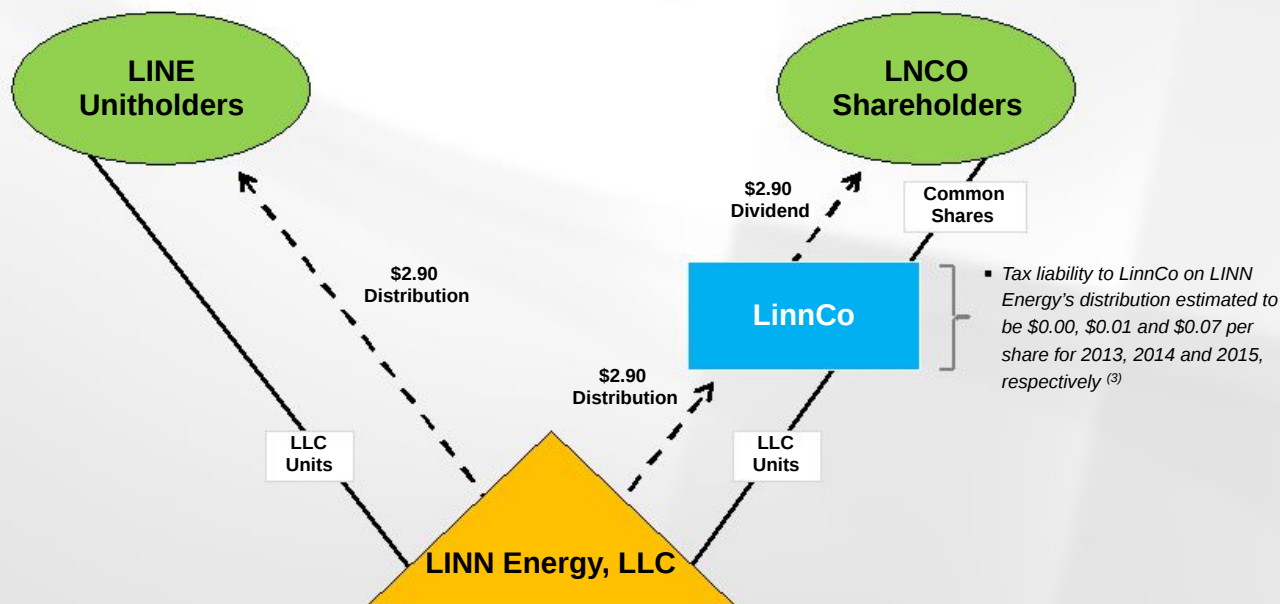 LINE
Unitholders
LNCO
Shareholders
$2.90
Dividend
Common
Shares
$2.90
Distribution
LinnCo
▪ Tax liability to LinnCo on LINN
Energy’s distribution estimated to
be $0.00, $0.01 and $0.07 per
share for 2013, 2014 and 2015,
respectively (3)
$2.90
Distribution
LLC
Units
LLC
Units
LINN Energy, LLC